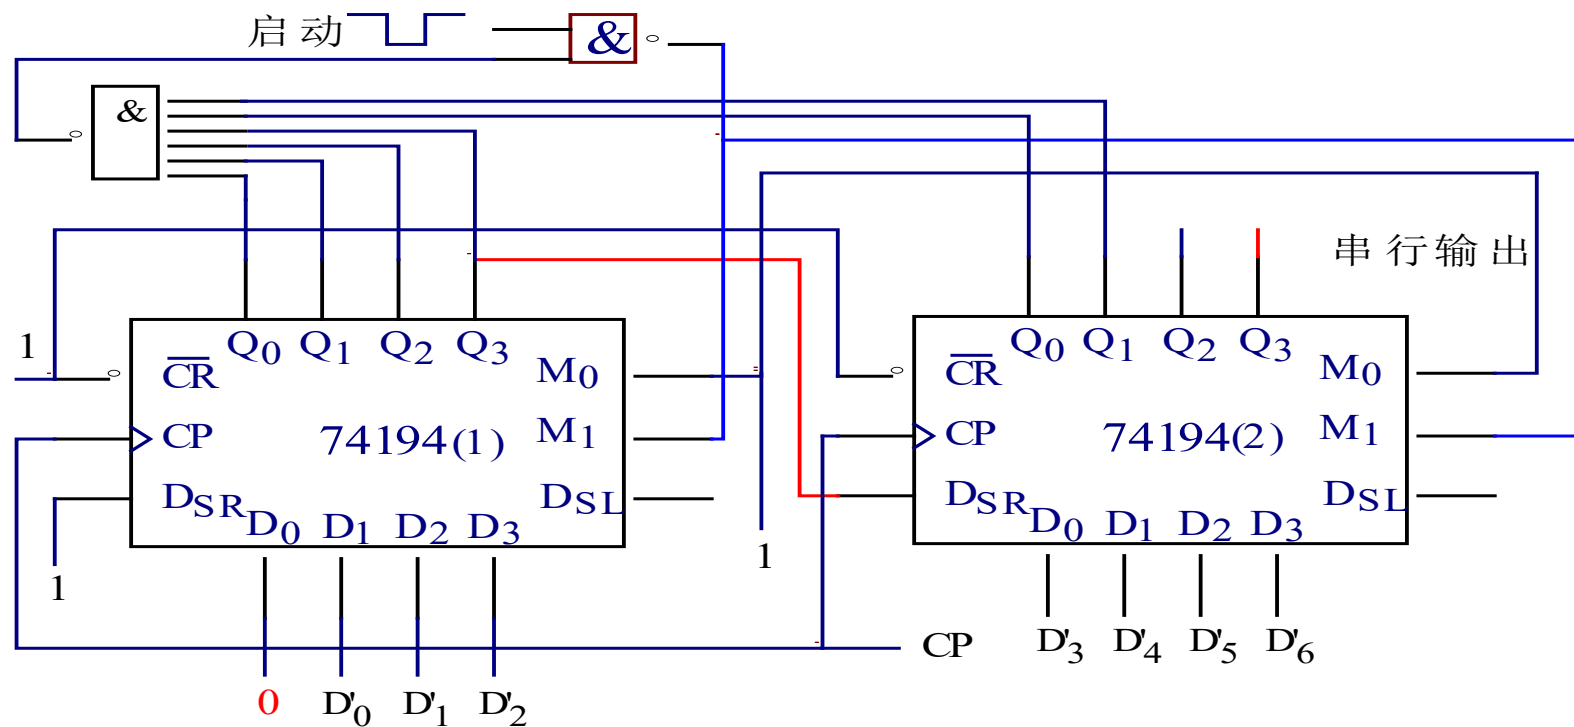 启动
&
&
串行输出
1
Q0 Q1 Q2 Q3
Q0 Q1 Q2 Q3
CR M0
CR M0
CP 74194(1) M1
CP 74194(2) M1
DSR DSL
DSR DSL
D0 D1 D2 D3
D0 D1 D2 D3
1
1
CP
D'3 D'4 D'5 D'6
0 D'0 D'1 D'2